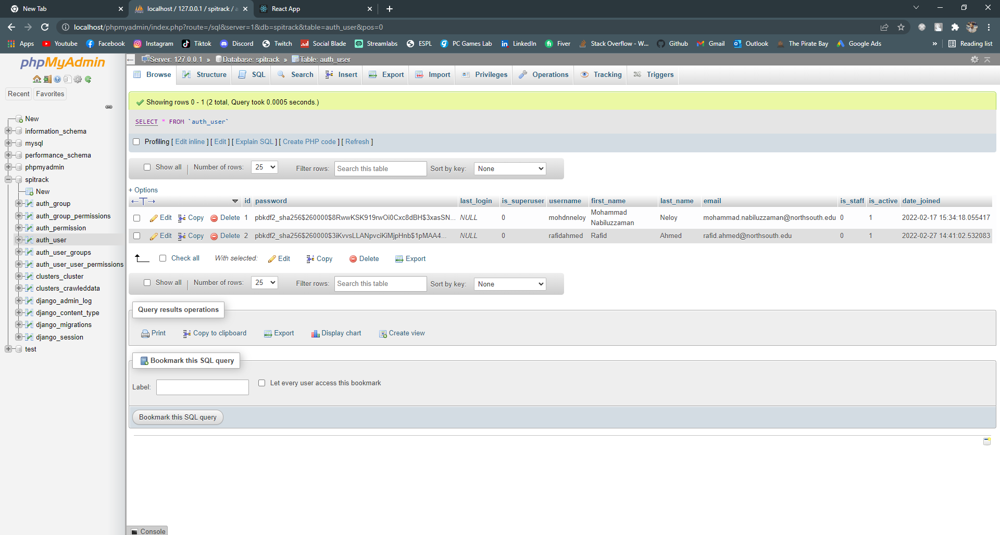 New Tab
localhost / 127.0.0.1 / spitrack / a
React App
localhost/phpmyadmin/index.php?route=/sql&server=1&db=spitrack&table=auth_user&pos=0
Apps Youtube Facebook Instagram Tiktok Discord Twitch Social Blade Streamlabs ESPL PC Games Lab LinkedIn Fiver Stack Overflow - W... Github Gmail Outlook The Pirate Bay Google Ads » Reading list
phpMyAdmin
Recent Favorites
New
information_schema
mysql
performance_schema
phpmyadmin
spitrack
New
auth_group
auth_group_permissions
auth_permission
auth_user
auth_user_groups
auth_user_user_permissions
clusters_cluster
clusters_crawleddata
django_admin_log
django_content_type
django_migrations
django_session
test
Server: 127.0.0.1 » Database: spitrack » Table: auth_user
Browse Structure SQL Search Insert Export Import Privileges Operations Tracking Triggers
Showing rows 0 - 1 (2 total, Query took 0.0005 seconds.)
SELECT * FROM `auth_user`
Profiling [ Edit inline ] [ Edit ] [ Explain SQL ] [ Create PHP code ] [ Refresh ]
Show all Number of rows: 25 Filter rows: Search this table Sort by key: None
+ Options
id password last_login is_superuser username first_name last_name email is_staff is_active date_joined
Edit Copy Delete 1 pbkdf2_sha256$260000$8RwwKSK919rwOi0Cxc8dBH$3xasSN... NULL 0 mohdnneloy Mohammad Nabiluzzaman Neloy mohammad.nabiluzzaman@northsouth.edu 0 1 2022-02-17 15:34:18.055417
Edit Copy Delete 2 pbkdf2_sha256$260000$3iKvvsLLANpvciKiMjpHnb$1pMAA4... NULL 0 rafidahmed Rafid Ahmed rafid.ahmed@northsouth.edu 0 1 2022-02-27 14:41:02.532083
Check all With selected: Edit Copy Delete Export
Show all Number of rows: 25 Filter rows: Search this table Sort by key: None
Query results operations
Print Copy to clipboard Export Display chart Create view
Bookmark this SQL query
Label: Let every user access this bookmark
Bookmark this SQL query
Console